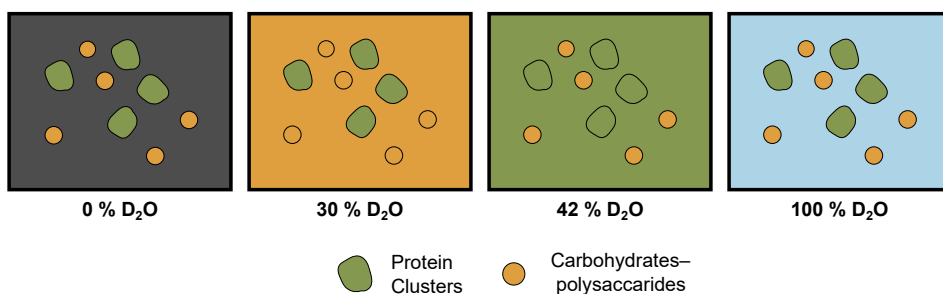 0 % D₂O
30 % D₂O
42 % D₂O
100 % D₂O
Protein
Clusters
Carbohydrates–
polysaccarides